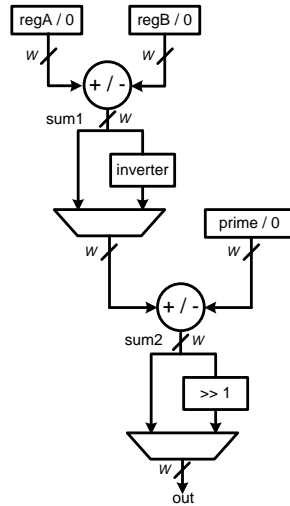 regA / 0 regB / 0
W W
+ / -
sum1 W
inverter
prime / 0
W W
+ / -
sum2 W
>> 1
W
out